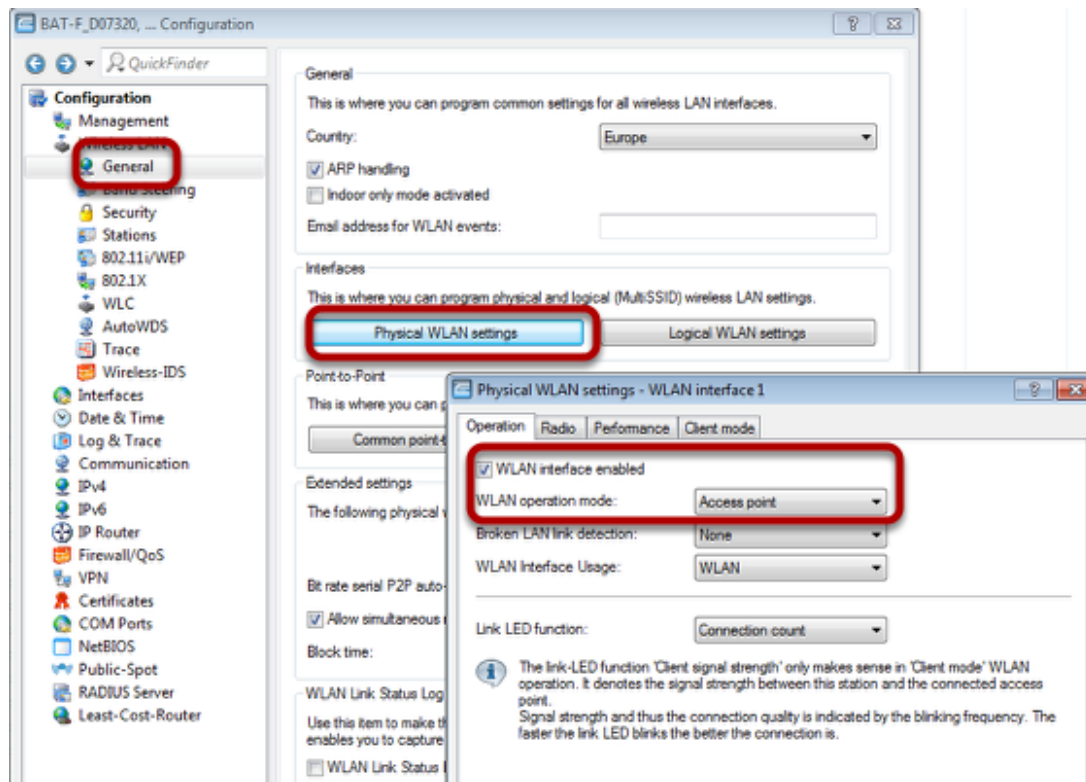 BAT-F_D07320, ... Configuration
QuickFinder
Configuration
Management
Wireless LAN
General
Band Steering
Security
Stations
802.11i/WEP
802.1X
WLC
AutoWDS
Trace
Wireless-IDS
Interfaces
Date & Time
Log & Trace
Communication
IPv4
IPv6
IP Router
Firewall/QoS
VPN
Certificates
COM Ports
NetBIOS
Public-Spot
RADIUS Server
Least-Cost-Router
General
This is where you can program common settings for all wireless LAN interfaces.
Country: Europe
ARP handling
Indoor only mode activated
Email address for WLAN events:
Interfaces
This is where you can program physical and logical (MultiSSID) wireless LAN settings.
Physical WLAN settings Logical WLAN settings
Point-to-Point
This is where you can
Common
Extended settings
The following physical
Bit rate serial P2P auto-
Allow simultaneous
Block time:
WLAN Link Status Log
Use this item to make
enables you to capture
WLAN Link Status
Physical WLAN settings - WLAN interface 1
Operation Radio Performance Client mode
WLAN interface enabled
WLAN operation mode: Access point
Broken LAN link detection: None
WLAN Interface Usage: WLAN
Link LED function: Connection count
The link-LED function 'Client signal strength' only makes sense in 'Client mode' WLAN
operation. It denotes the signal strength between this station and the connected access
point.
Signal strength and thus the connection quality is indicated by the blinking frequency. The
faster the link LED blinks the better the connection is.